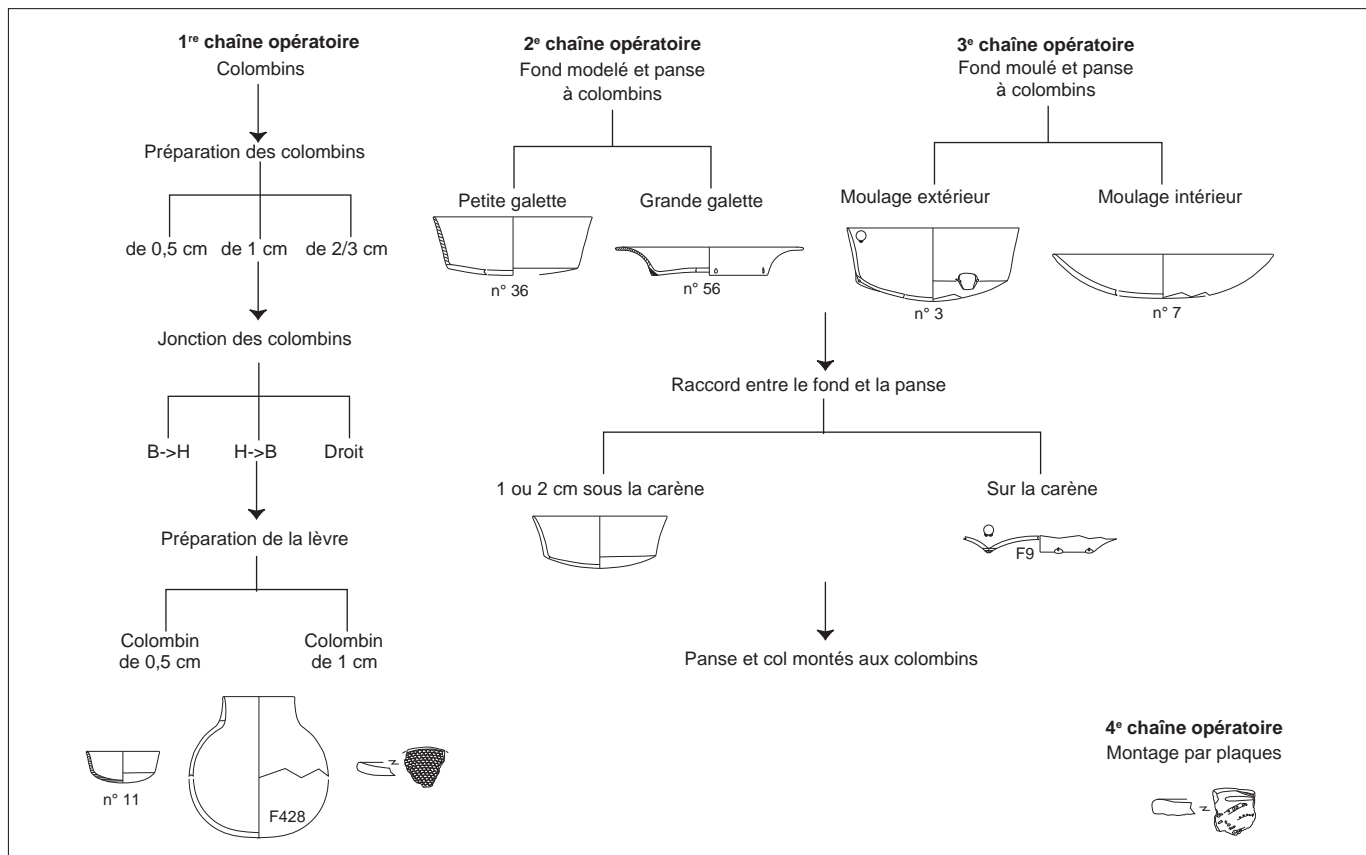 1re chaîne opératoire
Colombins
Préparation des colombins
de 0,5 cm
de 1 cm
de 2/3 cm
Jonction des colombins
B->H
H->B
Droit
Préparation de la lèvre
Colombin
de 0,5 cm
Colombin
de 1 cm
n° 11
F428
2e chaîne opératoire
Fond modelé et panse
à colombins
Petite galette
Grande galette
n° 36
n° 56
3e chaîne opératoire
Fond moulé et panse
à colombins
Moulage extérieur
Moulage intérieur
n° 3
n° 7
Raccord entre le fond et la panse
1 ou 2 cm sous la carène
Sur la carène
F9
Panse et col montés aux colombins
4e chaîne opératoire
Montage par plaques